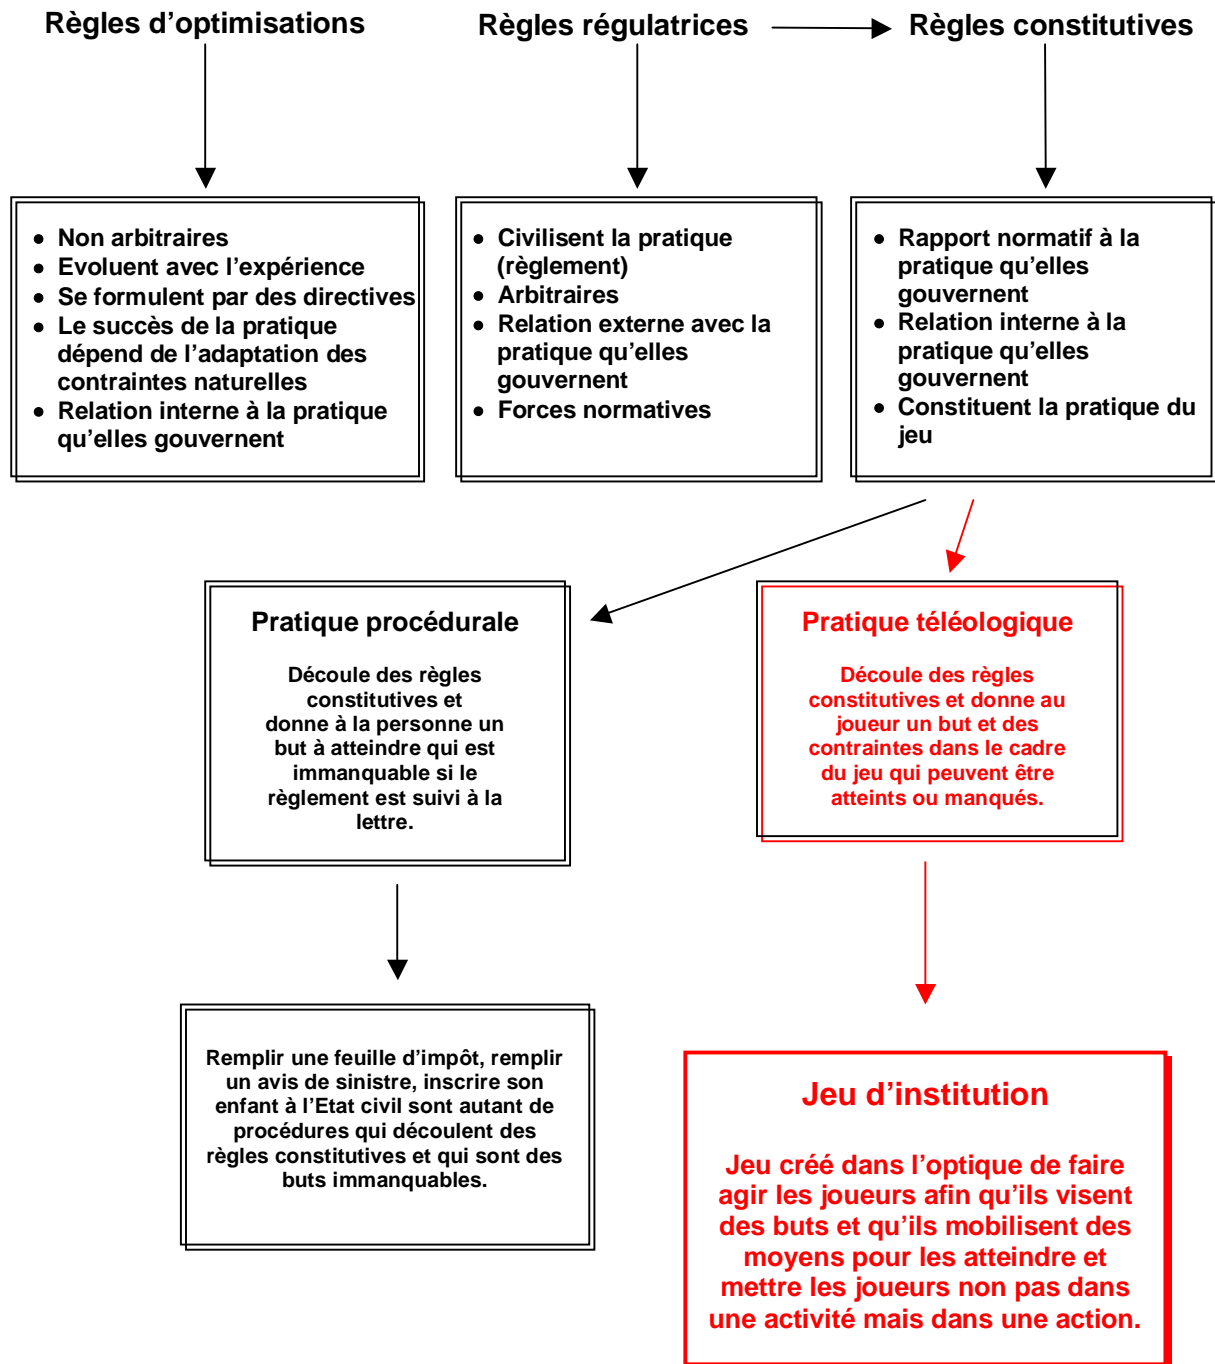 Règles d'optimisations
Règles régulatrices
Règles constitutives
• Non arbitraires
• Evoluent avec l'expérience
• Se formulent par des directives
• Le succès de la pratique
dépend de l'adaptation des
contraintes naturelles
• Relation interne à la pratique
qu'elles gouvernent
• Civilisent la pratique
(règlement)
• Arbitraires
• Relation externe avec la
pratique qu'elles
gouvernent
• Forces normatives
• Rapport normatif à la
pratique qu'elles
gouvernent
• Relation interne à la
pratique qu'elles
gouvernent
• Constituent la pratique du
jeu
Pratique procédurale
Découle des règles
constitutives et
donne à la personne un
but à atteindre qui est
immanquable si le
règlement est suivi à la
lettre.
Pratique téléologique
Découle des règles
constitutives et donne au
joueur un but et des
contraintes dans le cadre
du jeu qui peuvent être
atteints ou manqués.
Remplir une feuille d'impôt, remplir
un avis de sinistre, inscrire son
enfant à l'Etat civil sont autant de
procédures qui découlent des
règles constitutives et qui sont des
buts immanquables.
Jeu d'institution
Jeu créé dans l'optique de faire
agir les joueurs afin qu'ils visent
des buts et qu'ils mobilisent des
moyens pour les atteindre et
mettre les joueurs non pas dans
une activité mais dans une action.